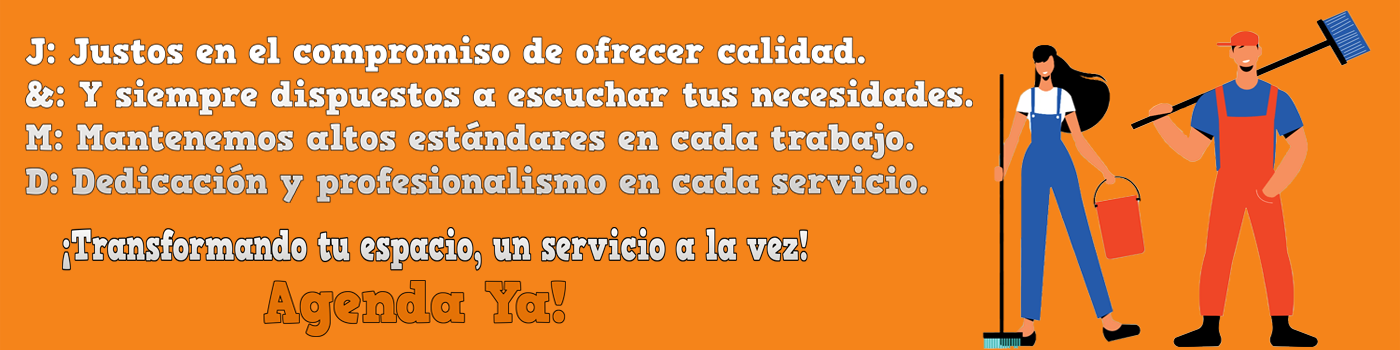 J: Justos en el compromiso de ofrecer calidad.
&: Y siempre dispuestos a escuchar tus necesidades.
M: Mantenemos altos estándares en cada trabajo.
D: Dedicación y profesionalismo en cada servicio.
¡Transformando tu espacio, un servicio a la vez!
Agenda Ya!